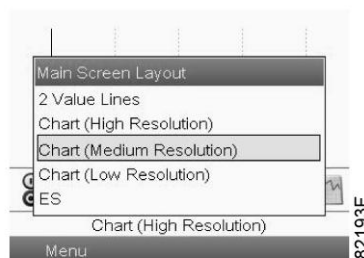 Main Screen Layout
2 Value Lines
Chart (High Resolution)
Chart (Medium Resolution)
Chart (Low Resolution)
ES
Chart (High Resolution)
Menu
82193F